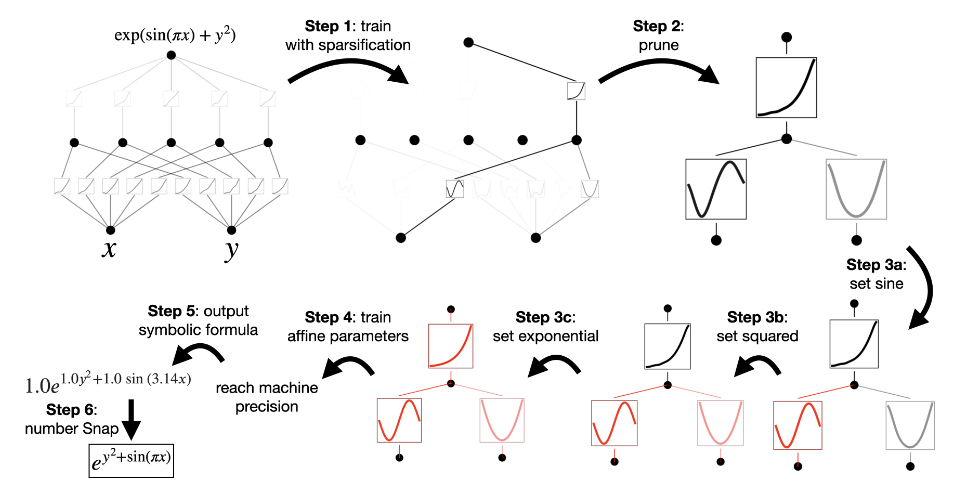 exp(sin(πx) + y²)
Step 1: train
with sparsification
Step 2:
prune
x
y
Step 3a:
set sine
Step 3b:
set squared
Step 3c:
set exponential
Step 4: train
affine parameters
reach machine
precision
Step 5: output
symbolic formula
1.0e^{1.0y²+1.0 sin (3.14x)}
Step 6:
number Snap
e^{y²+sin(πx)}